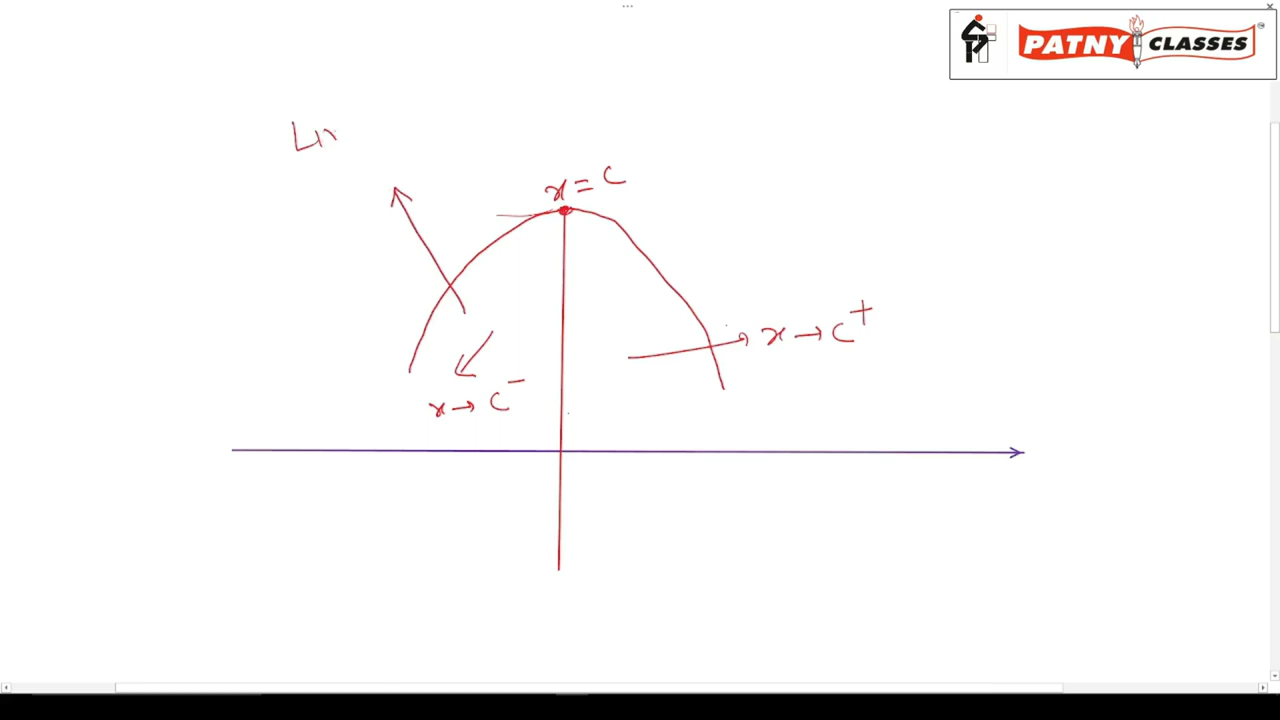 PATNY CLASSES
x = c
x → c⁺
x → c⁻